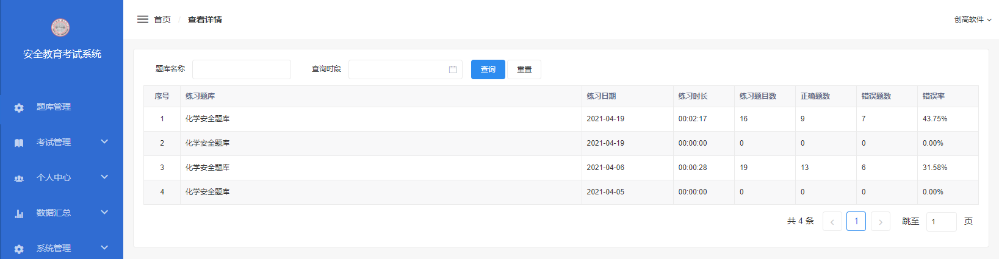 安全教育考试系统
题库管理
考试管理
个人中心
数据汇总
系统管理
首页 / 查看详情
创高软件
题库名称 查询时段 查询 重置
序号 练习题库 练习日期 练习时长 练习题目数 正确题数 错误题数 错误率
1 化学安全题库 2021-04-19 00:02:17 16 9 7 43.75%
2 化学安全题库 2021-04-19 00:00:00 0 0 0 0.00%
3 化学安全题库 2021-04-06 00:00:28 19 13 6 31.58%
4 化学安全题库 2021-04-05 00:00:00 0 0 0 0.00%
共 4 条 < 1 > 跳至 1 页